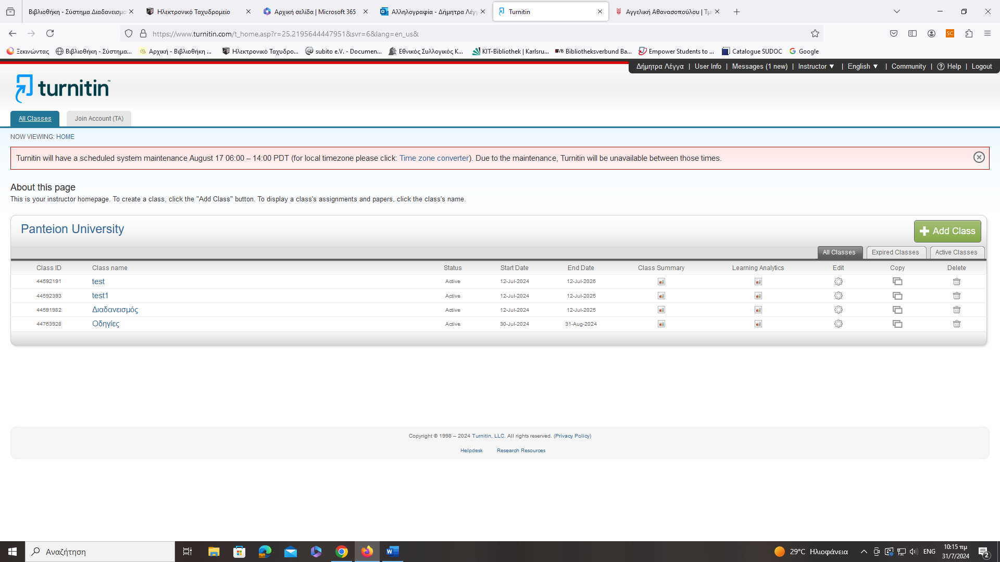 Βιβλιοθήκη - Σύστημα Διαδανεισμο
Ηλεκτρονικό Ταχυδρομείο
Αρχική σελίδα | Microsoft 365
Αλληλογραφία - Δήμητρα Λέγγ
Turnitin
Αγγελική Αθανασοπούλου | Τμ
https://www.turnitin.com/t_home.asp?r=25.2195644447951&svr=6&lang=en_us&
SC
Ξεκινώντας
Βιβλιοθήκη - Σύστημα...
Αρχική - Βιβλιοθήκη ...
Ηλεκτρονικό Ταχυδρο...
subito e.V. - Documen...
Εθνικός Συλλογικός Κ...
KIT-Bibliothek | Karlsru...
BVB Bibliotheksverbund Ba...
Empower Students to ...
Catalogue SUDOC
Google
Δήμητρα Λέγγα | User Info | Messages (1 new) | Instructor ▼ | English ▼ | Community | ? Help | Logout
turnitin™
All Classes
Join Account (TA)
NOW VIEWING: HOME
Turnitin will have a scheduled system maintenance August 17 06:00 – 14:00 PDT (for local timezone please click: Time zone converter). Due to the maintenance, Turnitin will be unavailable between those times.
About this page
This is your instructor homepage. To create a class, click the "Add Class" button. To display a class's assignments and papers, click the class's name.
Panteion University
Add Class
All Classes
Expired Classes
Active Classes
Class ID Class name Status Start Date End Date Class Summary Learning Analytics Edit Copy Delete
44592191 test Active 12-Jul-2024 12-Jul-2025
44592393 test1 Active 12-Jul-2024 12-Jul-2025
44591982 Διαδανεισμός Active 12-Jul-2024 12-Jul-2025
44763928 Οδηγίες Active 30-Jul-2024 31-Aug-2024
Copyright © 1998 – 2024 Turnitin, LLC. All rights reserved. (Privacy Policy)
Helpdesk Research Resources
Αναζήτηση
29°C Ηλιοφάνεια
ENG
10:15 πμ
31/7/2024
2